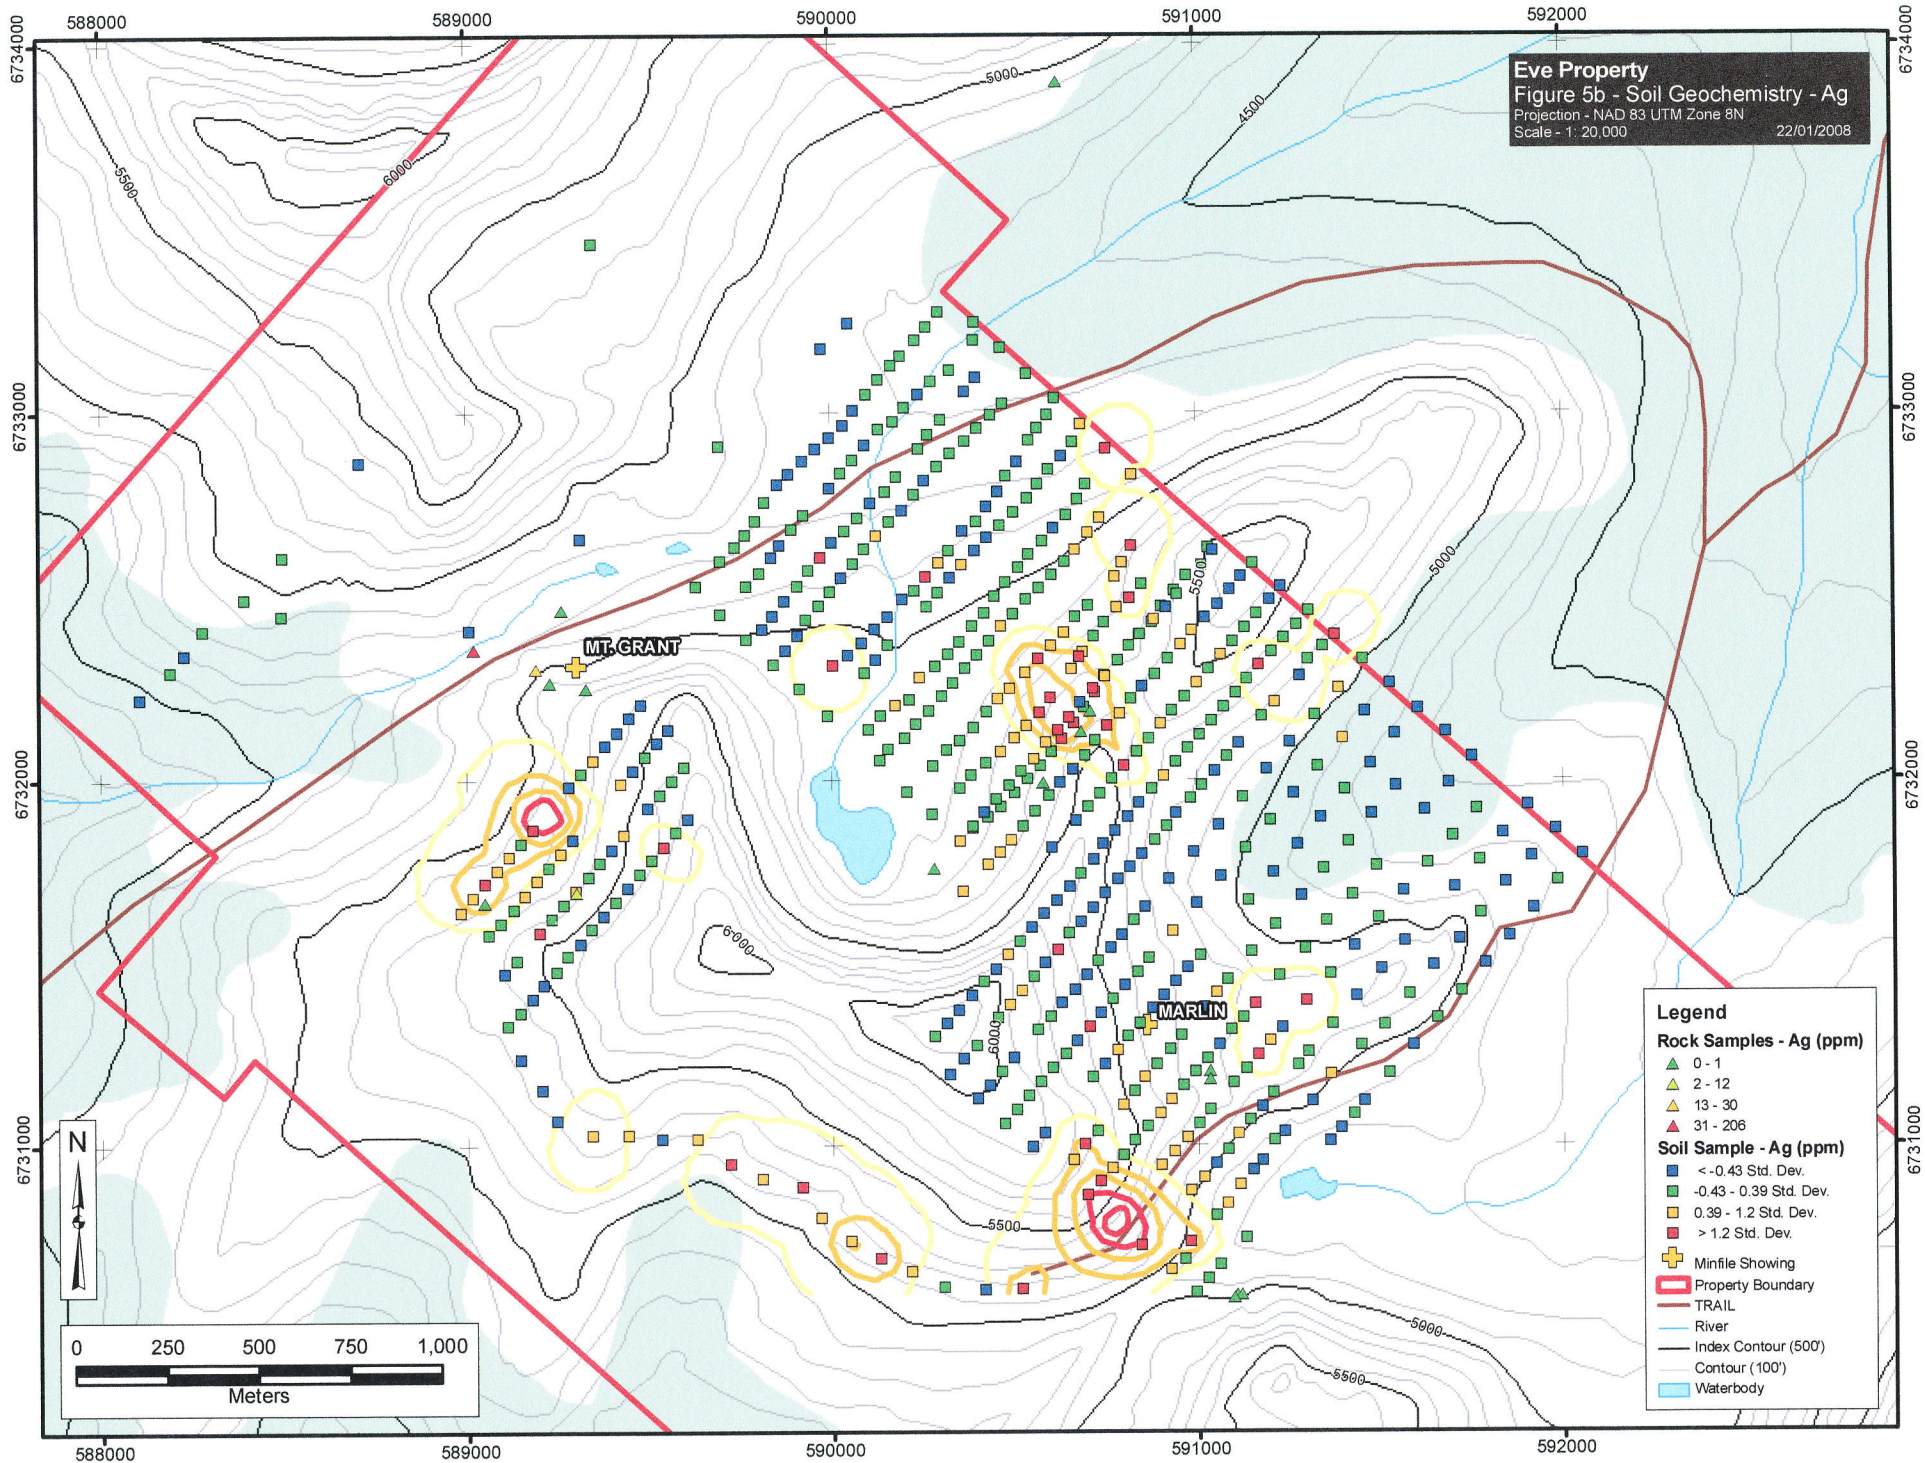 588000
589000
590000
591000
592000
6734000
6734000
Eve Property
Figure 5b - Soil Geochemistry - Ag
Projection - NAD 83 UTM Zone 8N
Scale - 1: 20,000
22/01/2008
5000
4500
5500
6000
6733000
6733000
5500
5000
MT. GRANT
6732000
6732000
6000
MARLIN
6000
Legend
Rock Samples - Ag (ppm)
0 - 1
2 - 12
13 - 30
31 - 206
Soil Sample - Ag (ppm)
< -0.43 Std. Dev.
-0.43 - 0.39 Std. Dev.
0.39 - 1.2 Std. Dev.
> 1.2 Std. Dev.
Minfile Showing
Property Boundary
TRAIL
River
Index Contour (500')
Contour (100')
Waterbody
6731000
6731000
N
5500
5000
5500
0 250 500 750 1,000
Meters
588000
589000
590000
591000
592000